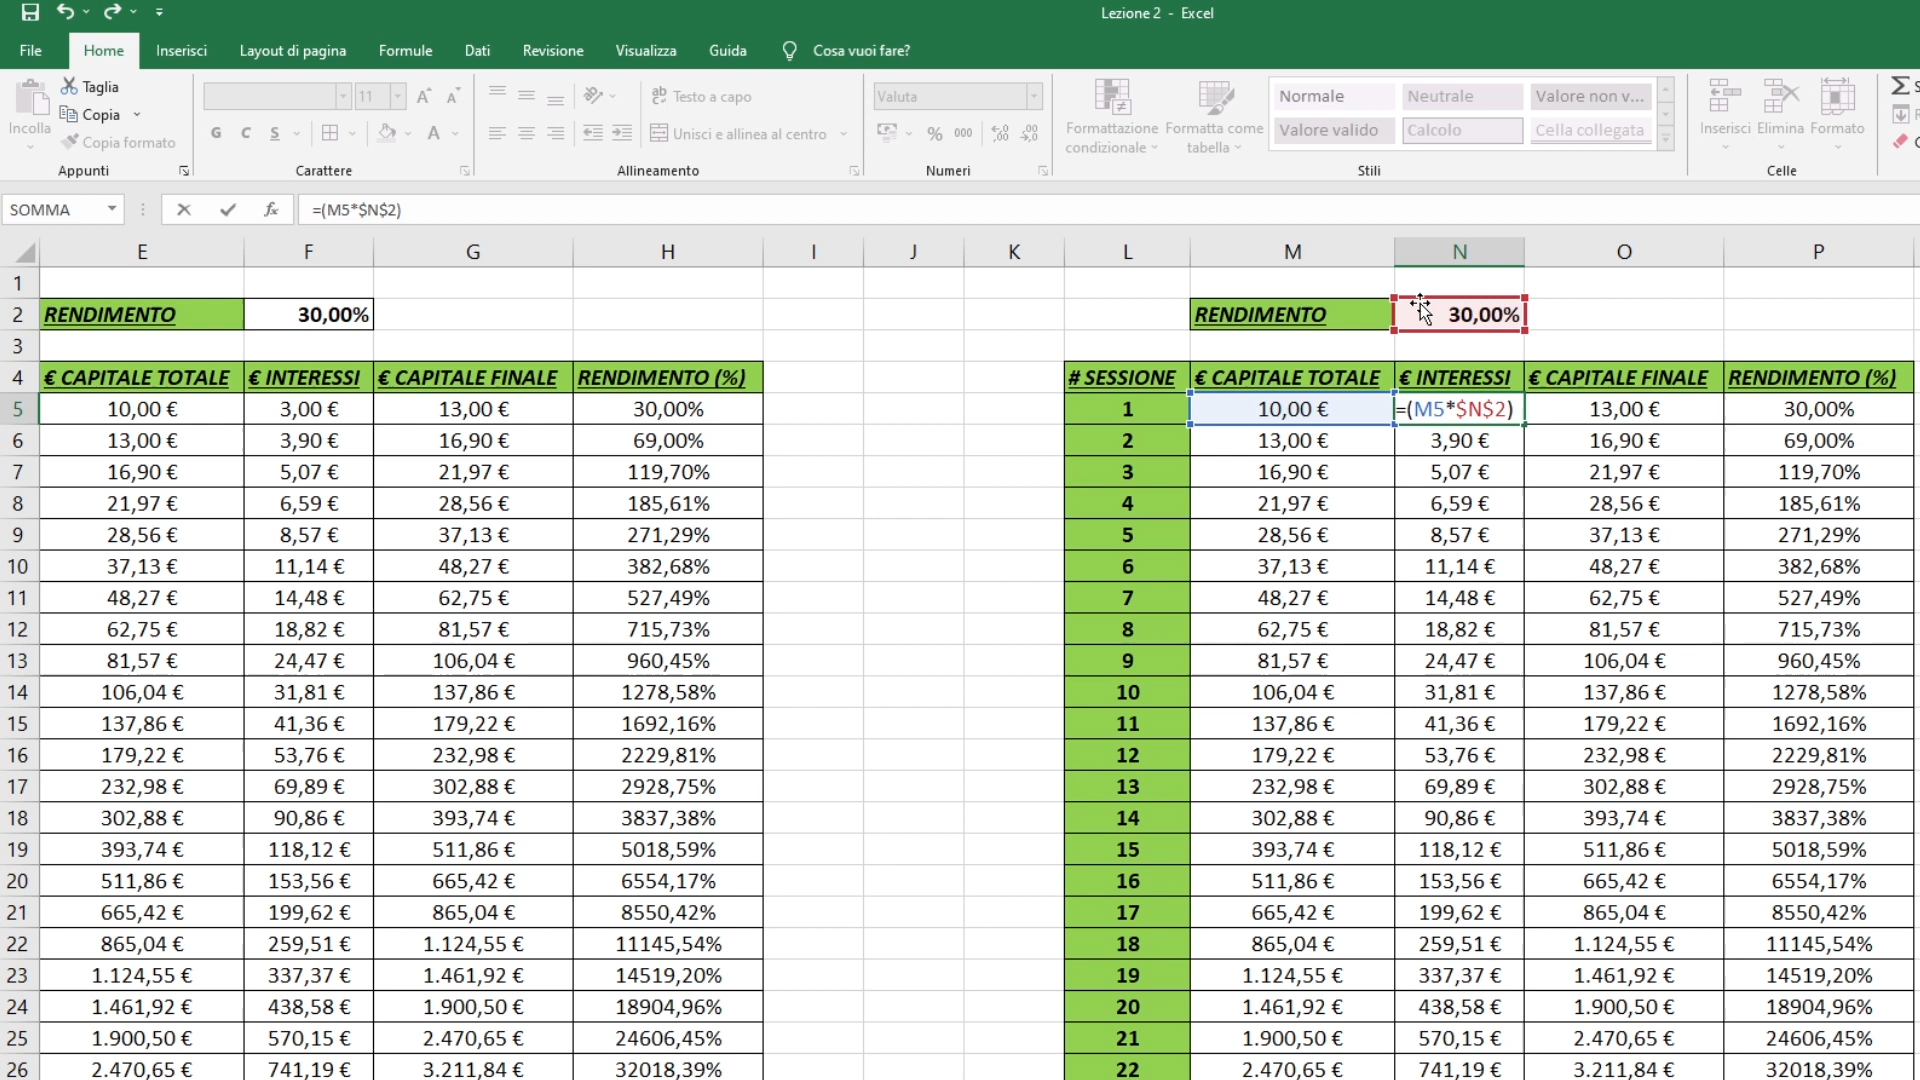 Lezione 2 - Excel
File Home Inserisci Layout di pagina Formule Dati Revisione Visualizza Guida Cosa vuoi fare?
Incolla Taglia Copia Copia formato
Appunti
11 G C S A
Carattere
Testo a capo
Unisci e allinea al centro
Allineamento
Valuta
% 000
Numeri
Formattazione condizionale
Formatta come tabella
Normale Neutrale Valore non v...
Valore valido Calcolo Cella collegata
Stili
Inserisci Elimina Formato
Celle
SOMMA fx =(M5*$N$2)
E F G H I J K L M N O P
1
2 RENDIMENTO 30,00% RENDIMENTO 30,00%
3
4 € CAPITALE TOTALE € INTERESSI € CAPITALE FINALE RENDIMENTO (%) # SESSIONE € CAPITALE TOTALE € INTERESSI € CAPITALE FINALE RENDIMENTO (%)
5 10,00 € 3,00 € 13,00 € 30,00% 1 10,00 € =(M5*$N$2) 13,00 € 30,00%
6 13,00 € 3,90 € 16,90 € 69,00% 2 13,00 € 3,90 € 16,90 € 69,00%
7 16,90 € 5,07 € 21,97 € 119,70% 3 16,90 € 5,07 € 21,97 € 119,70%
8 21,97 € 6,59 € 28,56 € 185,61% 4 21,97 € 6,59 € 28,56 € 185,61%
9 28,56 € 8,57 € 37,13 € 271,29% 5 28,56 € 8,57 € 37,13 € 271,29%
10 37,13 € 11,14 € 48,27 € 382,68% 6 37,13 € 11,14 € 48,27 € 382,68%
11 48,27 € 14,48 € 62,75 € 527,49% 7 48,27 € 14,48 € 62,75 € 527,49%
12 62,75 € 18,82 € 81,57 € 715,73% 8 62,75 € 18,82 € 81,57 € 715,73%
13 81,57 € 24,47 € 106,04 € 960,45% 9 81,57 € 24,47 € 106,04 € 960,45%
14 106,04 € 31,81 € 137,86 € 1278,58% 10 106,04 € 31,81 € 137,86 € 1278,58%
15 137,86 € 41,36 € 179,22 € 1692,16% 11 137,86 € 41,36 € 179,22 € 1692,16%
16 179,22 € 53,76 € 232,98 € 2229,81% 12 179,22 € 53,76 € 232,98 € 2229,81%
17 232,98 € 69,89 € 302,88 € 2928,75% 13 232,98 € 69,89 € 302,88 € 2928,75%
18 302,88 € 90,86 € 393,74 € 3837,38% 14 302,88 € 90,86 € 393,74 € 3837,38%
19 393,74 € 118,12 € 511,86 € 5018,59% 15 393,74 € 118,12 € 511,86 € 5018,59%
20 511,86 € 153,56 € 665,42 € 6554,17% 16 511,86 € 153,56 € 665,42 € 6554,17%
21 665,42 € 199,62 € 865,04 € 8550,42% 17 665,42 € 199,62 € 865,04 € 8550,42%
22 865,04 € 259,51 € 1.124,55 € 11145,54% 18 865,04 € 259,51 € 1.124,55 € 11145,54%
23 1.124,55 € 337,37 € 1.461,92 € 14519,20% 19 1.124,55 € 337,37 € 1.461,92 € 14519,20%
24 1.461,92 € 438,58 € 1.900,50 € 18904,96% 20 1.461,92 € 438,58 € 1.900,50 € 18904,96%
25 1.900,50 € 570,15 € 2.470,65 € 24606,45% 21 1.900,50 € 570,15 € 2.470,65 € 24606,45%
26 2.470,65 € 741,19 € 3.211,84 € 32018,39% 22 2.470,65 € 741,19 € 3.211,84 € 32018,39%